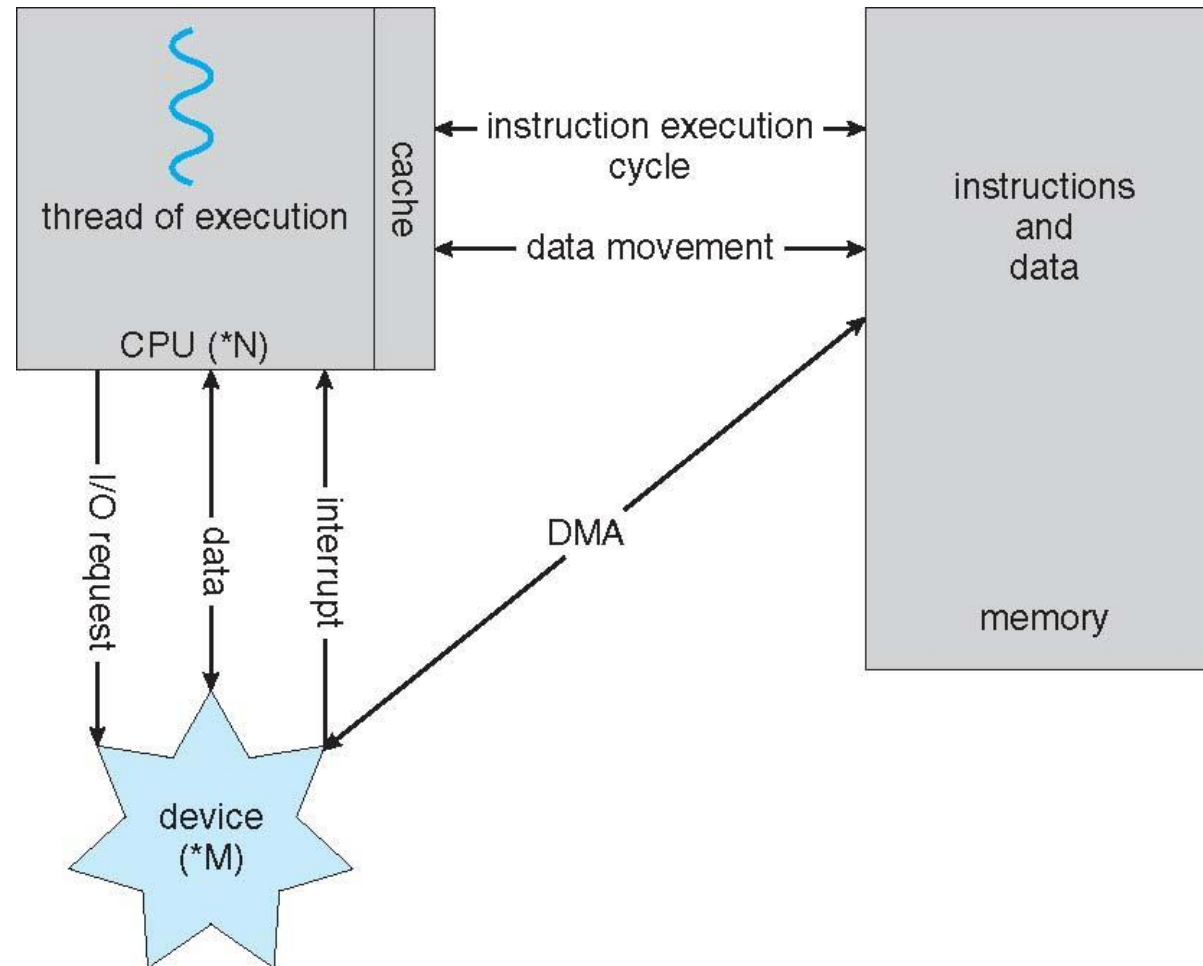 thread of execution
cache
CPU (*N)
instruction execution
cycle
data movement
instructions
and
data
memory
I/O request
data
interrupt
DMA
device
(*M)